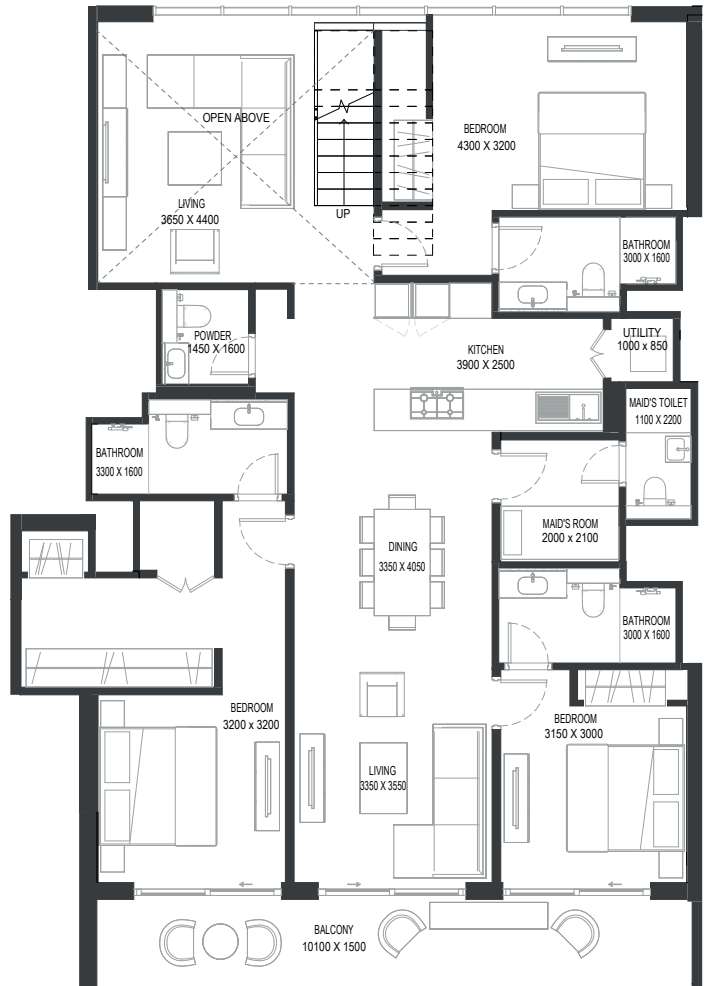 OPEN ABOVE
BEDROOM
4300 X 3200
LIVING
3650 X 4400
UP
BATHROOM
3000 X 1600
POWDER
1450 X 1600
KITCHEN
3900 X 2500
UTILITY
1000 x 850
MAID'S TOILET
1100 X 2200
BATHROOM
3300 X 1600
MAID'S ROOM
2000 x 2100
DINING
3350 X 4050
BATHROOM
3000 X 1600
BEDROOM
3200 x 3200
BEDROOM
3150 X 3000
LIVING
3350 X 3550
BALCONY
10100 X 1500